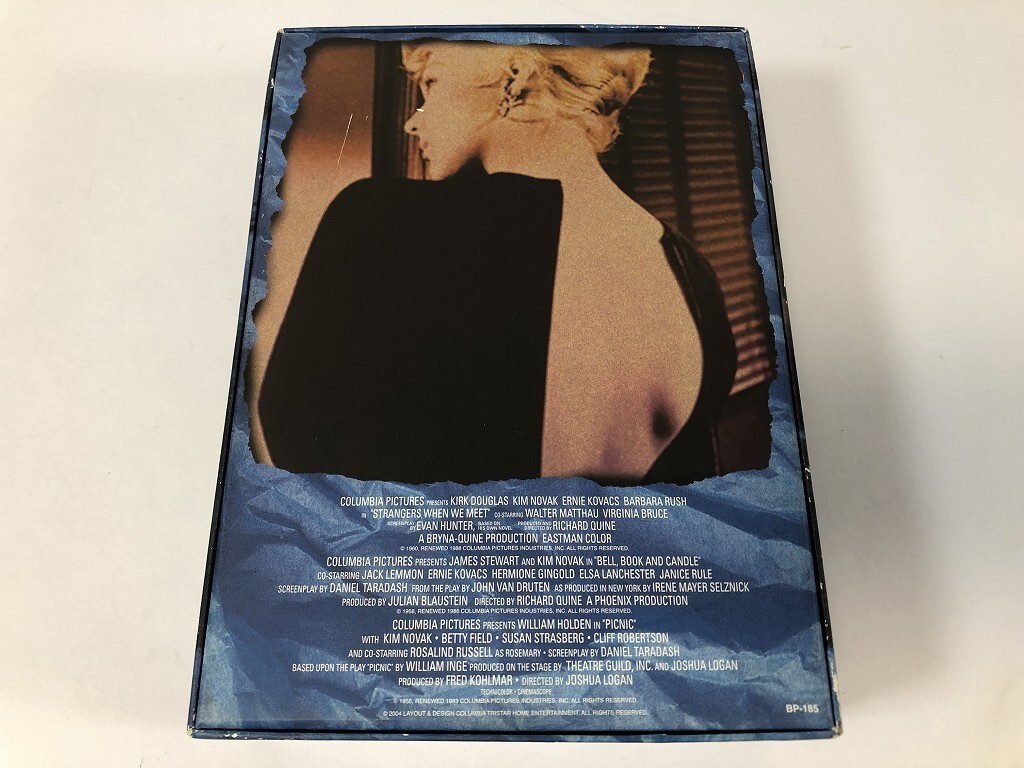 COLUMBIA PICTURES PRESENTS KIRK DOUGLAS KIM NOVAK ERNIE KOVACS BARBARA RUSH
IN "STRANGERS WHEN WE MEET" CO-STARRING WALTER MATTHAU VIRGINIA BRUCE
SCREENPLAY BY EVAN HUNTER, BASED ON HIS OWN NOVEL PRODUCED AND DIRECTED BY RICHARD QUINE
A BRYNA-QUINE PRODUCTION EASTMAN COLOR
© 1960, RENEWED 1988 COLUMBIA PICTURES INDUSTRIES, INC. ALL RIGHTS RESERVED.
COLUMBIA PICTURES PRESENTS JAMES STEWART AND KIM NOVAK IN "BELL, BOOK AND CANDLE"
CO-STARRING JACK LEMMON ERNIE KOVACS HERMIONE GINGOLD ELSA LANCHESTER JANICE RULE
SCREENPLAY BY DANIEL TARADASH FROM THE PLAY BY JOHN VAN DRUTEN AS PRODUCED IN NEW YORK BY IRENE MAYER SELZNICK
PRODUCED BY JULIAN BLAUSTEIN DIRECTED BY RICHARD QUINE A PHOENIX PRODUCTION
© 1958, RENEWED 1986 COLUMBIA PICTURES INDUSTRIES, INC. ALL RIGHTS RESERVED.
COLUMBIA PICTURES PRESENTS WILLIAM HOLDEN IN "PICNIC"
WITH KIM NOVAK • BETTY FIELD • SUSAN STRASBERG • CLIFF ROBERTSON
AND CO-STARRING ROSALIND RUSSELL AS ROSEMARY • SCREENPLAY BY DANIEL TARADASH
BASED UPON THE PLAY "PICNIC" BY WILLIAM INGE PRODUCED ON THE STAGE BY THEATRE GUILD, INC. AND JOSHUA LOGAN
PRODUCED BY FRED KOHLMAR • DIRECTED BY JOSHUA LOGAN
TECHNICOLOR • CINEMASCOPE
© 1955, RENEWED 1983 COLUMBIA PICTURES INDUSTRIES, INC. ALL RIGHTS RESERVED.
© 2004 LAYOUT & DESIGN COLUMBIA TRISTAR HOME ENTERTAINMENT. ALL RIGHTS RESERVED.
BP-185